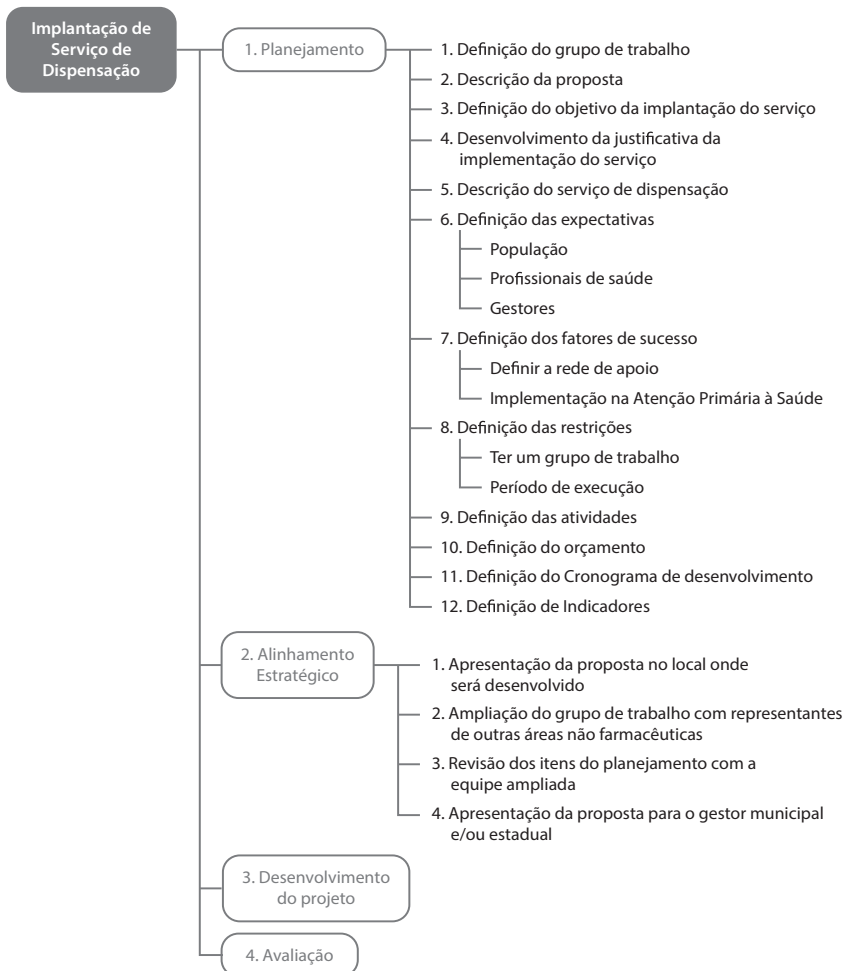 Implantação de
Serviço de
Dispensação
1. Planejamento
1. Definição do grupo de trabalho
2. Descrição da proposta
3. Definição do objetivo da implantação do serviço
4. Desenvolvimento da justificativa da
implementação do serviço
5. Descrição do serviço de dispensação
6. Definição das expectativas
População
Profissionais de saúde
Gestores
7. Definição dos fatores de sucesso
Definir a rede de apoio
Implementação na Atenção Primária à Saúde
8. Definição das restrições
Ter um grupo de trabalho
Período de execução
9. Definição das atividades
10. Definição do orçamento
11. Definição do Cronograma de desenvolvimento
12. Definição de Indicadores
2. Alinhamento
Estratégico
1. Apresentação da proposta no local onde
será desenvolvido
2. Ampliação do grupo de trabalho com representantes
de outras áreas não farmacêuticas
3. Revisão dos itens do planejamento com a
equipe ampliada
4. Apresentação da proposta para o gestor municipal
e/ou estadual
3. Desenvolvimento
do projeto
4. Avaliação